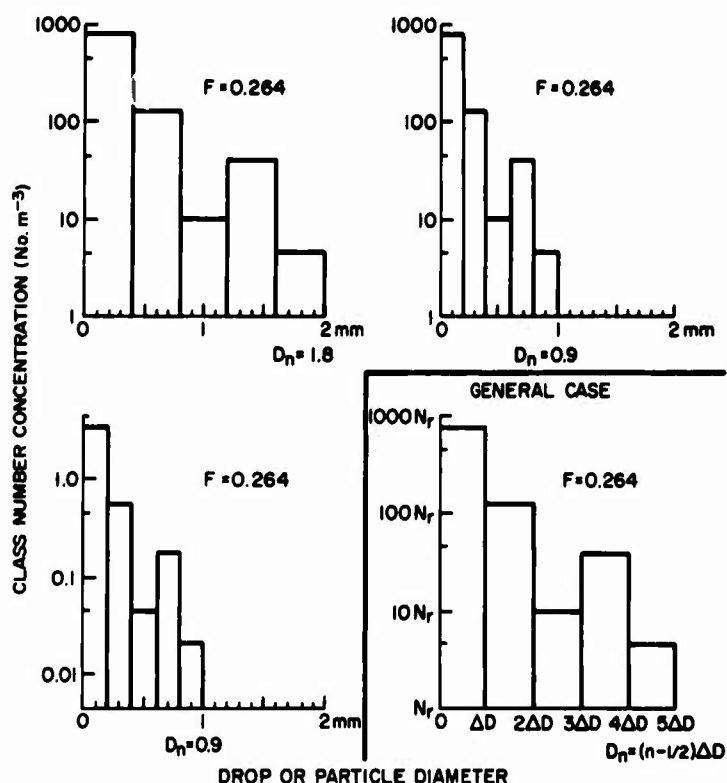 CLASS NUMBER CONCENTRATION (No. m⁻³)
1000
100
10
1
F=0.264
0 1 2 mm
Dn=1.8
1000
100
10
1
F=0.264
0 1 2 mm
Dn=0.9
1.0
0.1
0.01
F=0.264
0 1 2 mm
Dn=0.9
GENERAL CASE
1000 Nr
100 Nr
10 Nr
Nr
F=0.264
0 ΔD 2ΔD 3ΔD 4ΔD 5ΔD
Dn=(n-1/2)ΔD
DROP OR PARTICLE DIAMETER